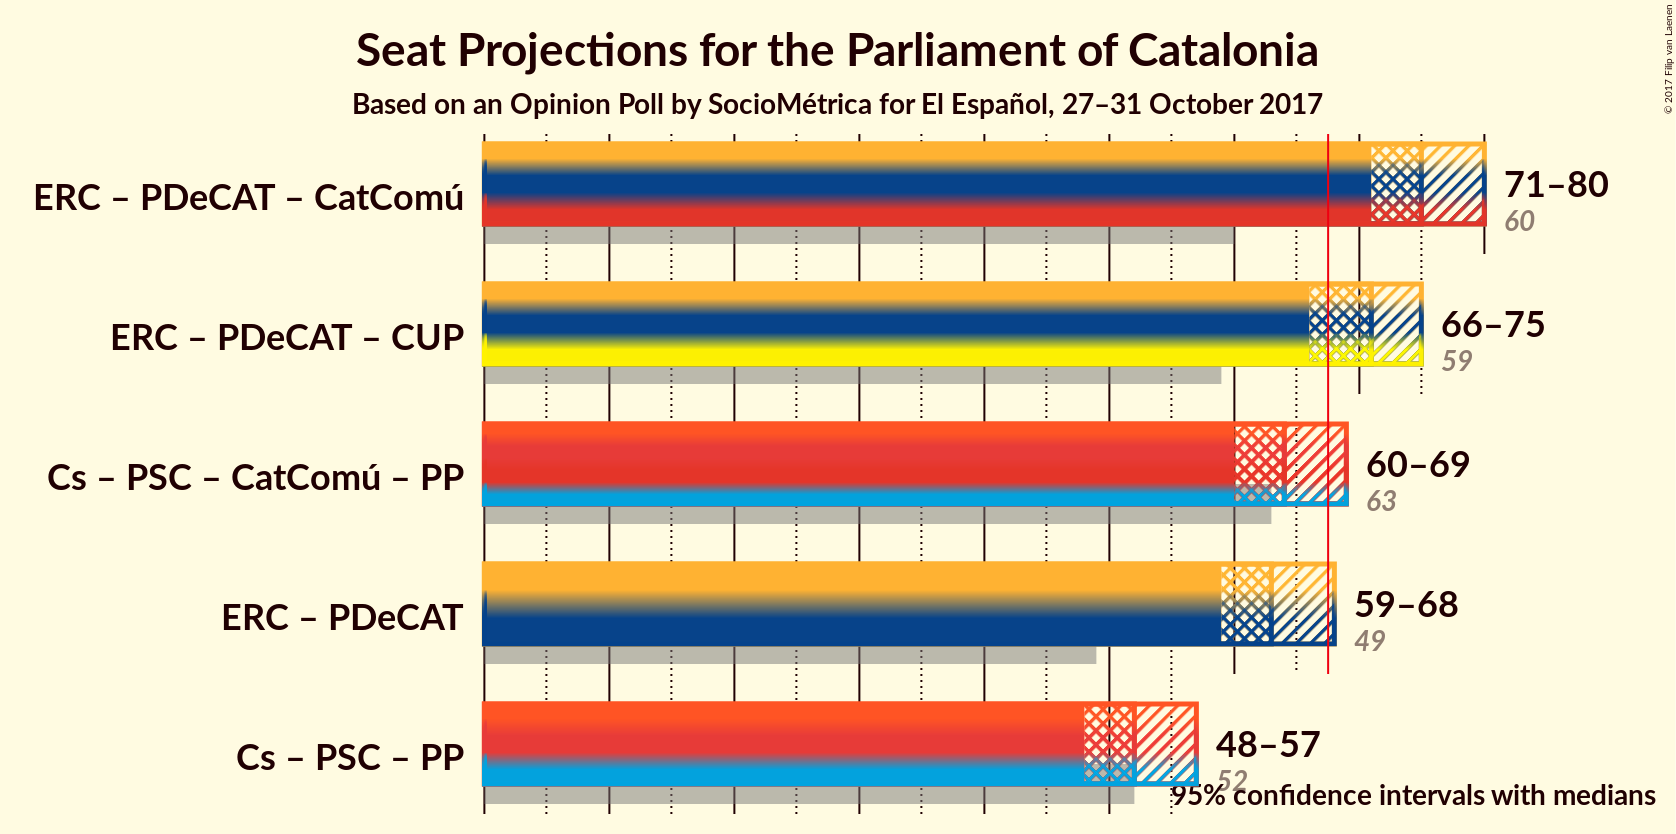 Seat Projections for the Parliament of Catalonia
Based on an Opinion Poll by SocioMétrica for El Español, 27–31 October 2017
© 2017 Filip van Laenen
ERC – PDeCAT – CatComú
71–80
60
ERC – PDeCAT – CUP
66–75
59
Cs – PSC – CatComú – PP
60–69
63
ERC – PDeCAT
59–68
49
Cs – PSC – PP
48–57
52
95% confidence intervals with medians